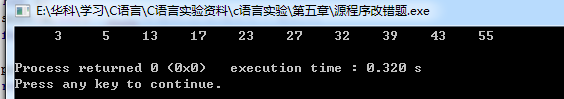 E:\华科\学习\C语言\C语言实验资料\c语言实验\第五章\源程序改错题.exe
3 5 13 17 23 27 32 39 43 55
Process returned 0 (0x0) execution time : 0.320 s
Press any key to continue.